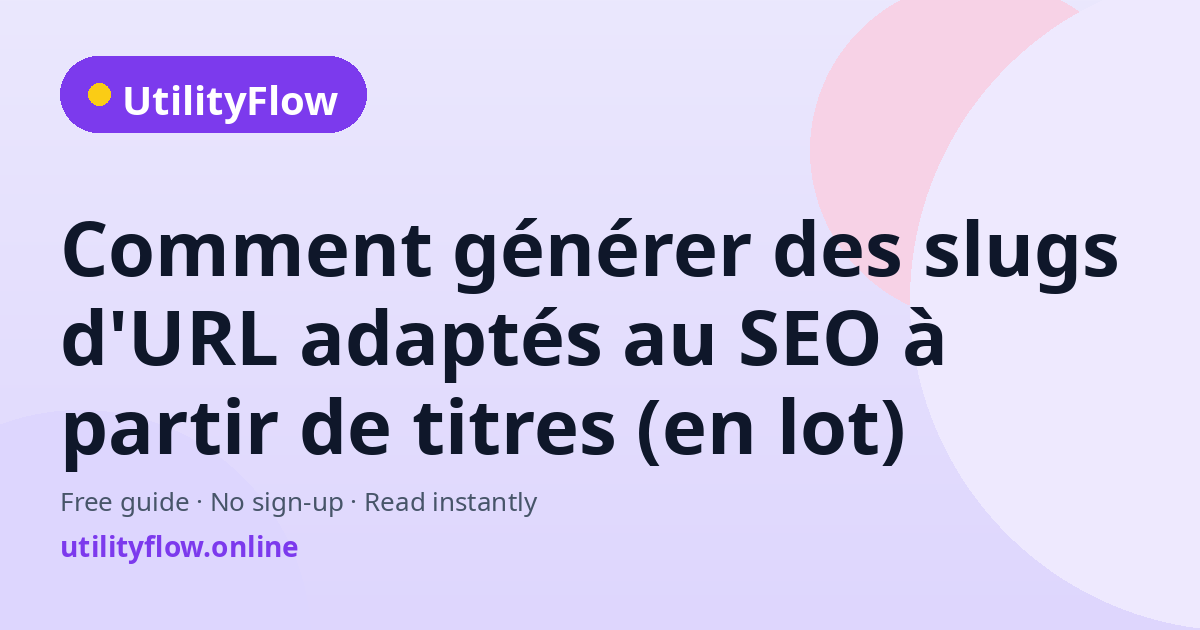 UtilityFlow
Comment générer des slugs
d'URL adaptés au SEO à
partir de titres (en lot)
Free guide · No sign-up · Read instantly
utilityflow.online